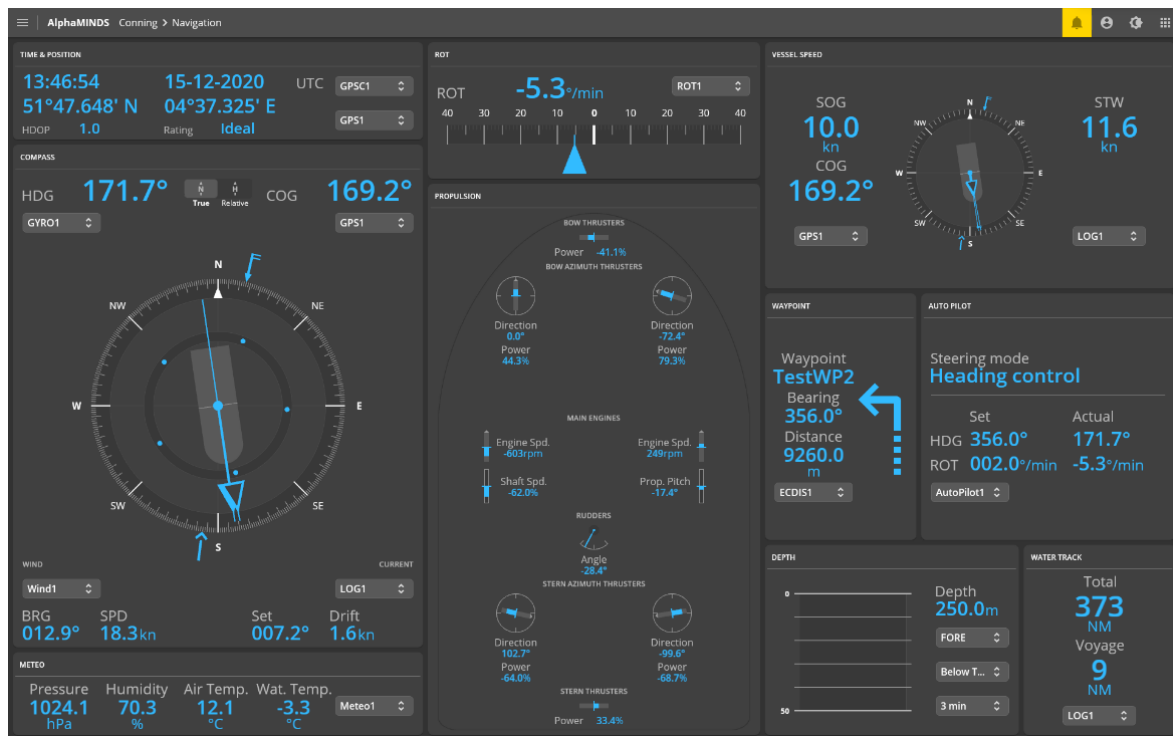 AlphaMINDS Conning > Navigation
TIME & POSITION
13:46:54 15-12-2020 UTC GPSC1
51°47.648' N 04°37.325' E
HDOP 1.0 Rating Ideal GPS1
COMPASS
HDG 171.7° N H COG 169.2°
True Relative
GYRO1 GPS1
N
NW NE
W E
SW SE
S
WIND CURRENT
Wind1 LOG1
BRG SPD Set Drift
012.9° 18.3kn 007.2° 1.6kn
METEO
Pressure Humidity Air Temp. Wat. Temp.
1024.1 70.3 12.1 -3.3 Meteo1
hPa % °C °C
ROT
ROT -5.3°/min ROT1
40 30 20 10 0 10 20 30 40
PROPULSION
BOW THRUSTERS
Power -41.1%
BOW AZIMUTH THRUSTERS
Direction Direction
0.0° -72.4°
Power Power
44.3% 79.3%
MAIN ENGINES
Engine Spd. Engine Spd.
-603rpm 249rpm
Shaft Spd. Prop. Pitch
-62.0% -17.4°
RUDDERS
Angle
-28.4°
STERN AZIMUTH THRUSTERS
Direction Direction
102.7° -99.6°
Power Power
-64.0% -68.7%
STERN THRUSTERS
Power 33.4%
VESSEL SPEED
SOG STW
10.0 11.6
kn kn
COG
169.2°
GPS1 LOG1
N
NW NE
W E
SW SE
S
WAYPOINT
Waypoint
TestWP2
Bearing
356.0°
Distance
9260.0
m
ECDIS1
AUTO PILOT
Steering mode
Heading control
Set Actual
HDG 356.0° 171.7°
ROT 002.0°/min -5.3°/min
AutoPilot1
DEPTH
0
50
Depth
250.0m
FORE
Below T...
3 min
WATER TRACK
Total
373
NM
Voyage
9
NM
LOG1